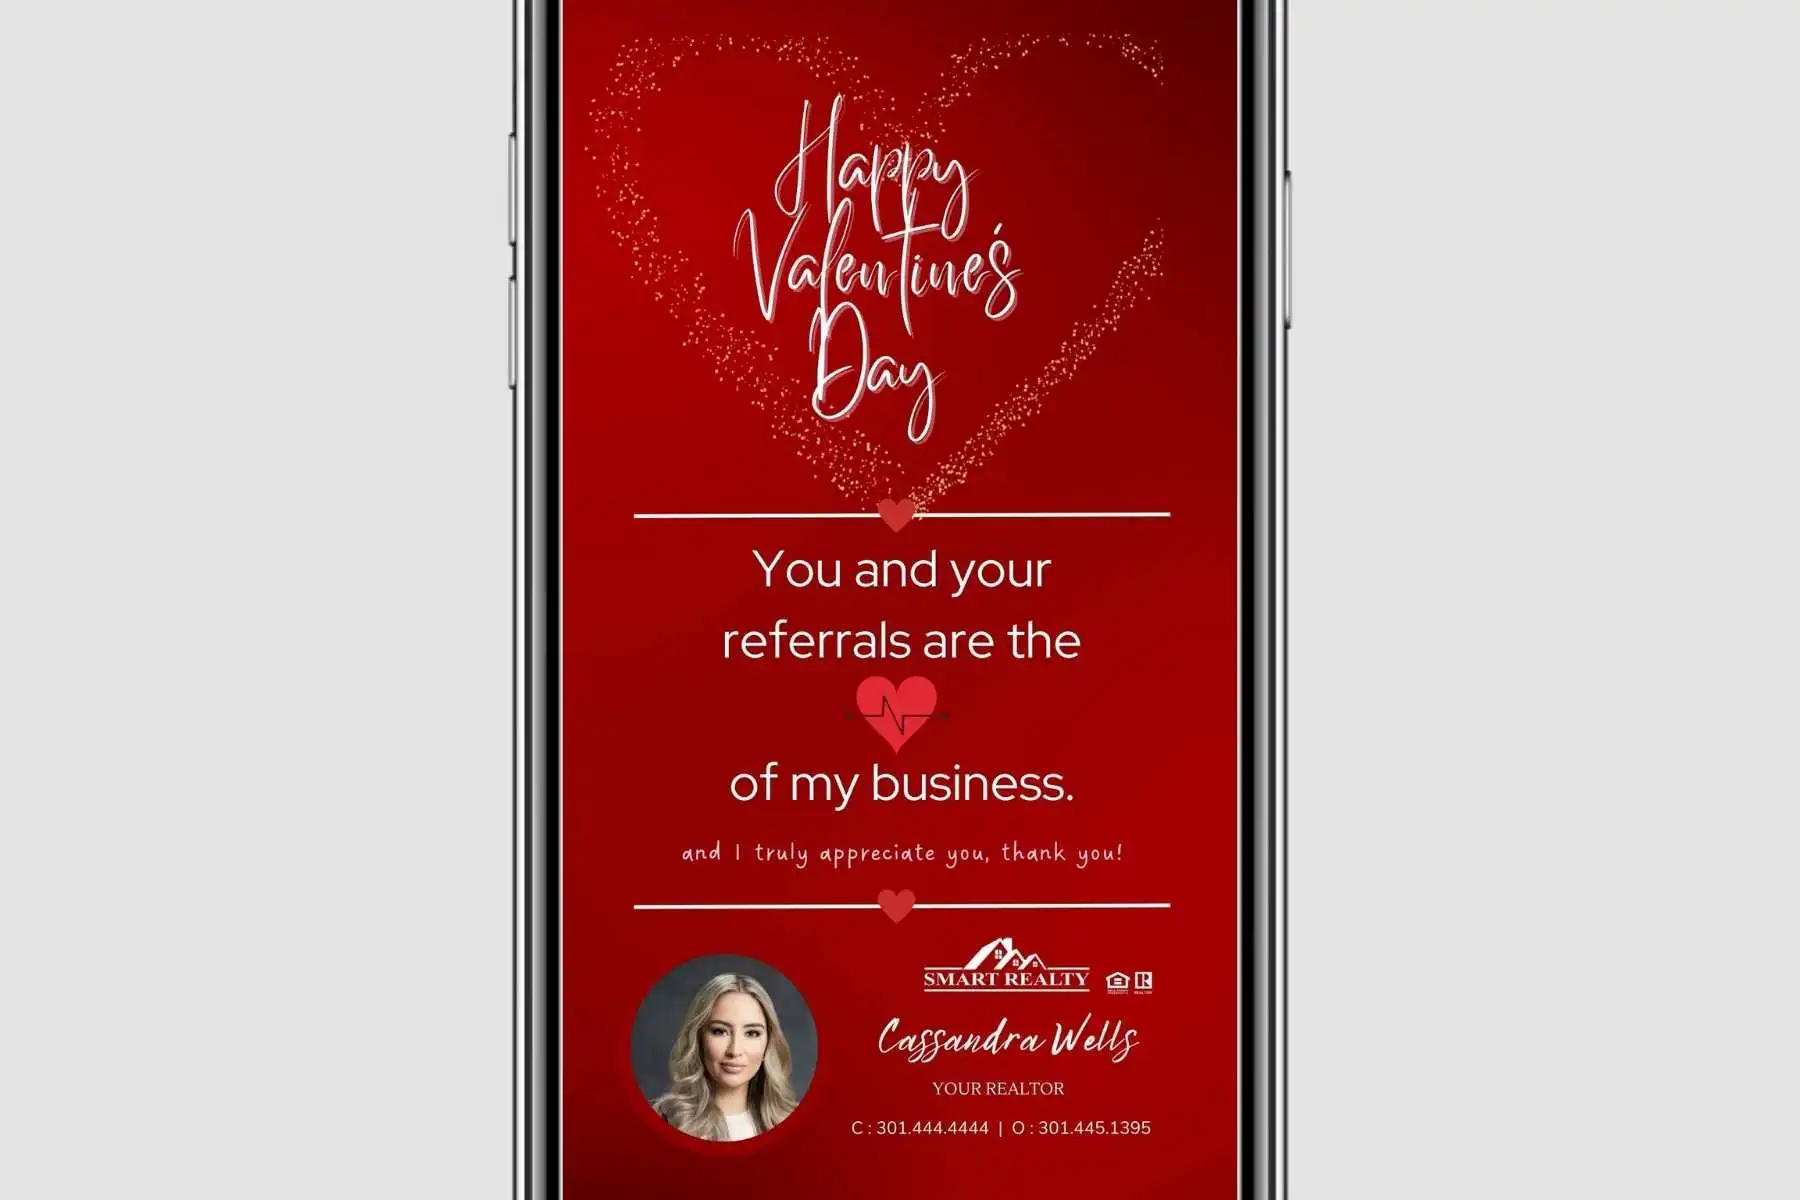 Happy
Valentine's
Day
You and your
referrals are the
of my business.
and I truly appreciate you, thank you!
SMART REALTY
Cassandra Wells
YOUR REALTOR
C : 301.444.4444 | O : 301.445.1395